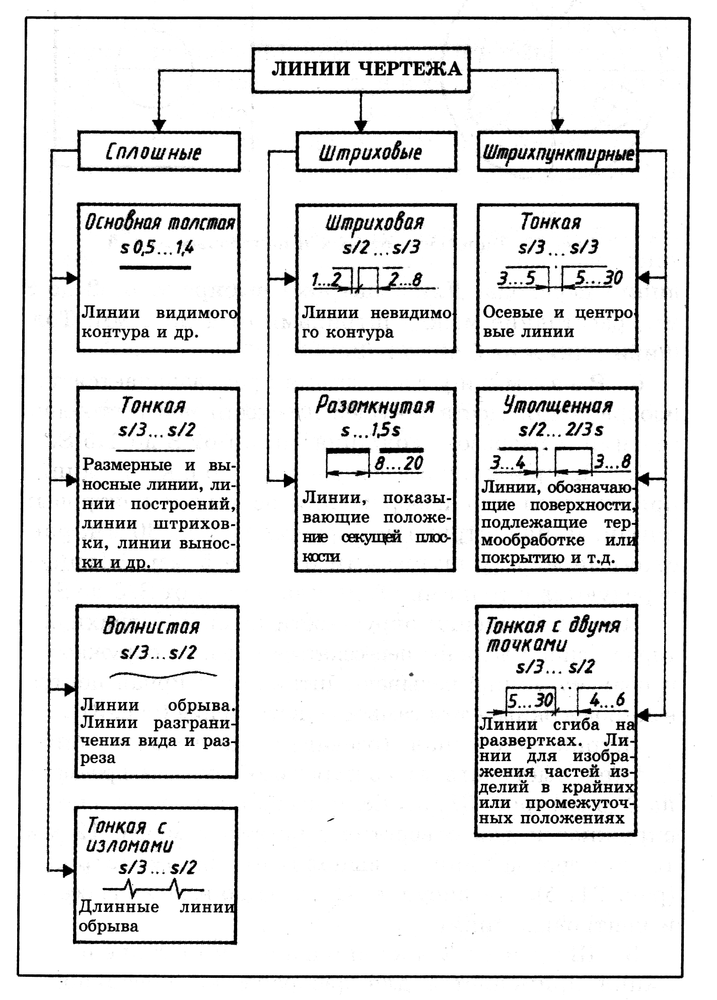 ЛИНИИ ЧЕРТЕЖА
Сплошные
Штриховые
Штрихпунктирные
Основная толстая
s 0,5...1,4
Линии видимого
контура и др.
Штриховая
s/2...s/3
1...2
2...8
Линии невидимо-
го контура
Тонкая
s/3...s/3
3...5
5...30
Осевые и центро-
вые линии
Тонкая
s/3...s/2
Размерные и вы-
носные линии, ли-
нии построений,
линии штрихов-
ки, линии вынос-
ки и др.
Разомкнутая
s...1,5s
8...20
Линии, показы-
вающие положе-
ние секущей плос-
кости
Утолщенная
s/2...2/3s
3...4
3...8
Линии, обозначаю-
щие поверхности,
подлежащие тер-
мообработке или
покрытию и т.д.
Волнистая
s/3...s/2
Линии обрыва.
Линии разграни-
чения вида и раз-
реза
Тонкая с двумя
точками
s/3...s/2
5...30
4...6
Линии сгиба на
развертках. Ли-
нии для изобра-
жения частей из-
делий в крайних
или промежуточ-
ных положениях
Тонкая с
изломами
s/3...s/2
Длинные линии
обрыва